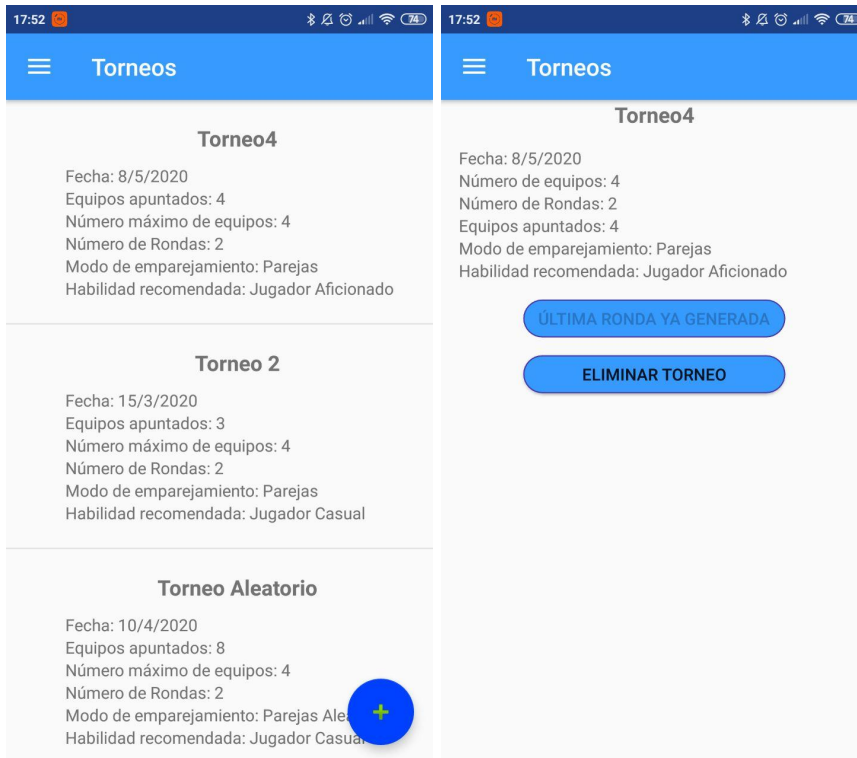 17:52
74
Torneos
Torneo4
Fecha: 8/5/2020
Equipos apuntados: 4
Número máximo de equipos: 4
Número de Rondas: 2
Modo de emparejamiento: Parejas
Habilidad recomendada: Jugador Aficionado
Torneo 2
Fecha: 15/3/2020
Equipos apuntados: 3
Número máximo de equipos: 4
Número de Rondas: 2
Modo de emparejamiento: Parejas
Habilidad recomendada: Jugador Casual
Torneo Aleatorio
Fecha: 10/4/2020
Equipos apuntados: 8
Número máximo de equipos: 4
Número de Rondas: 2
Modo de emparejamiento: Parejas Ale
Habilidad recomendada: Jugador Casua
17:52
74
Torneos
Torneo4
Fecha: 8/5/2020
Número de equipos: 4
Número de Rondas: 2
Equipos apuntados: 4
Modo de emparejamiento: Parejas
Habilidad recomendada: Jugador Aficionado
ÚLTIMA RONDA YA GENERADA
ELIMINAR TORNEO